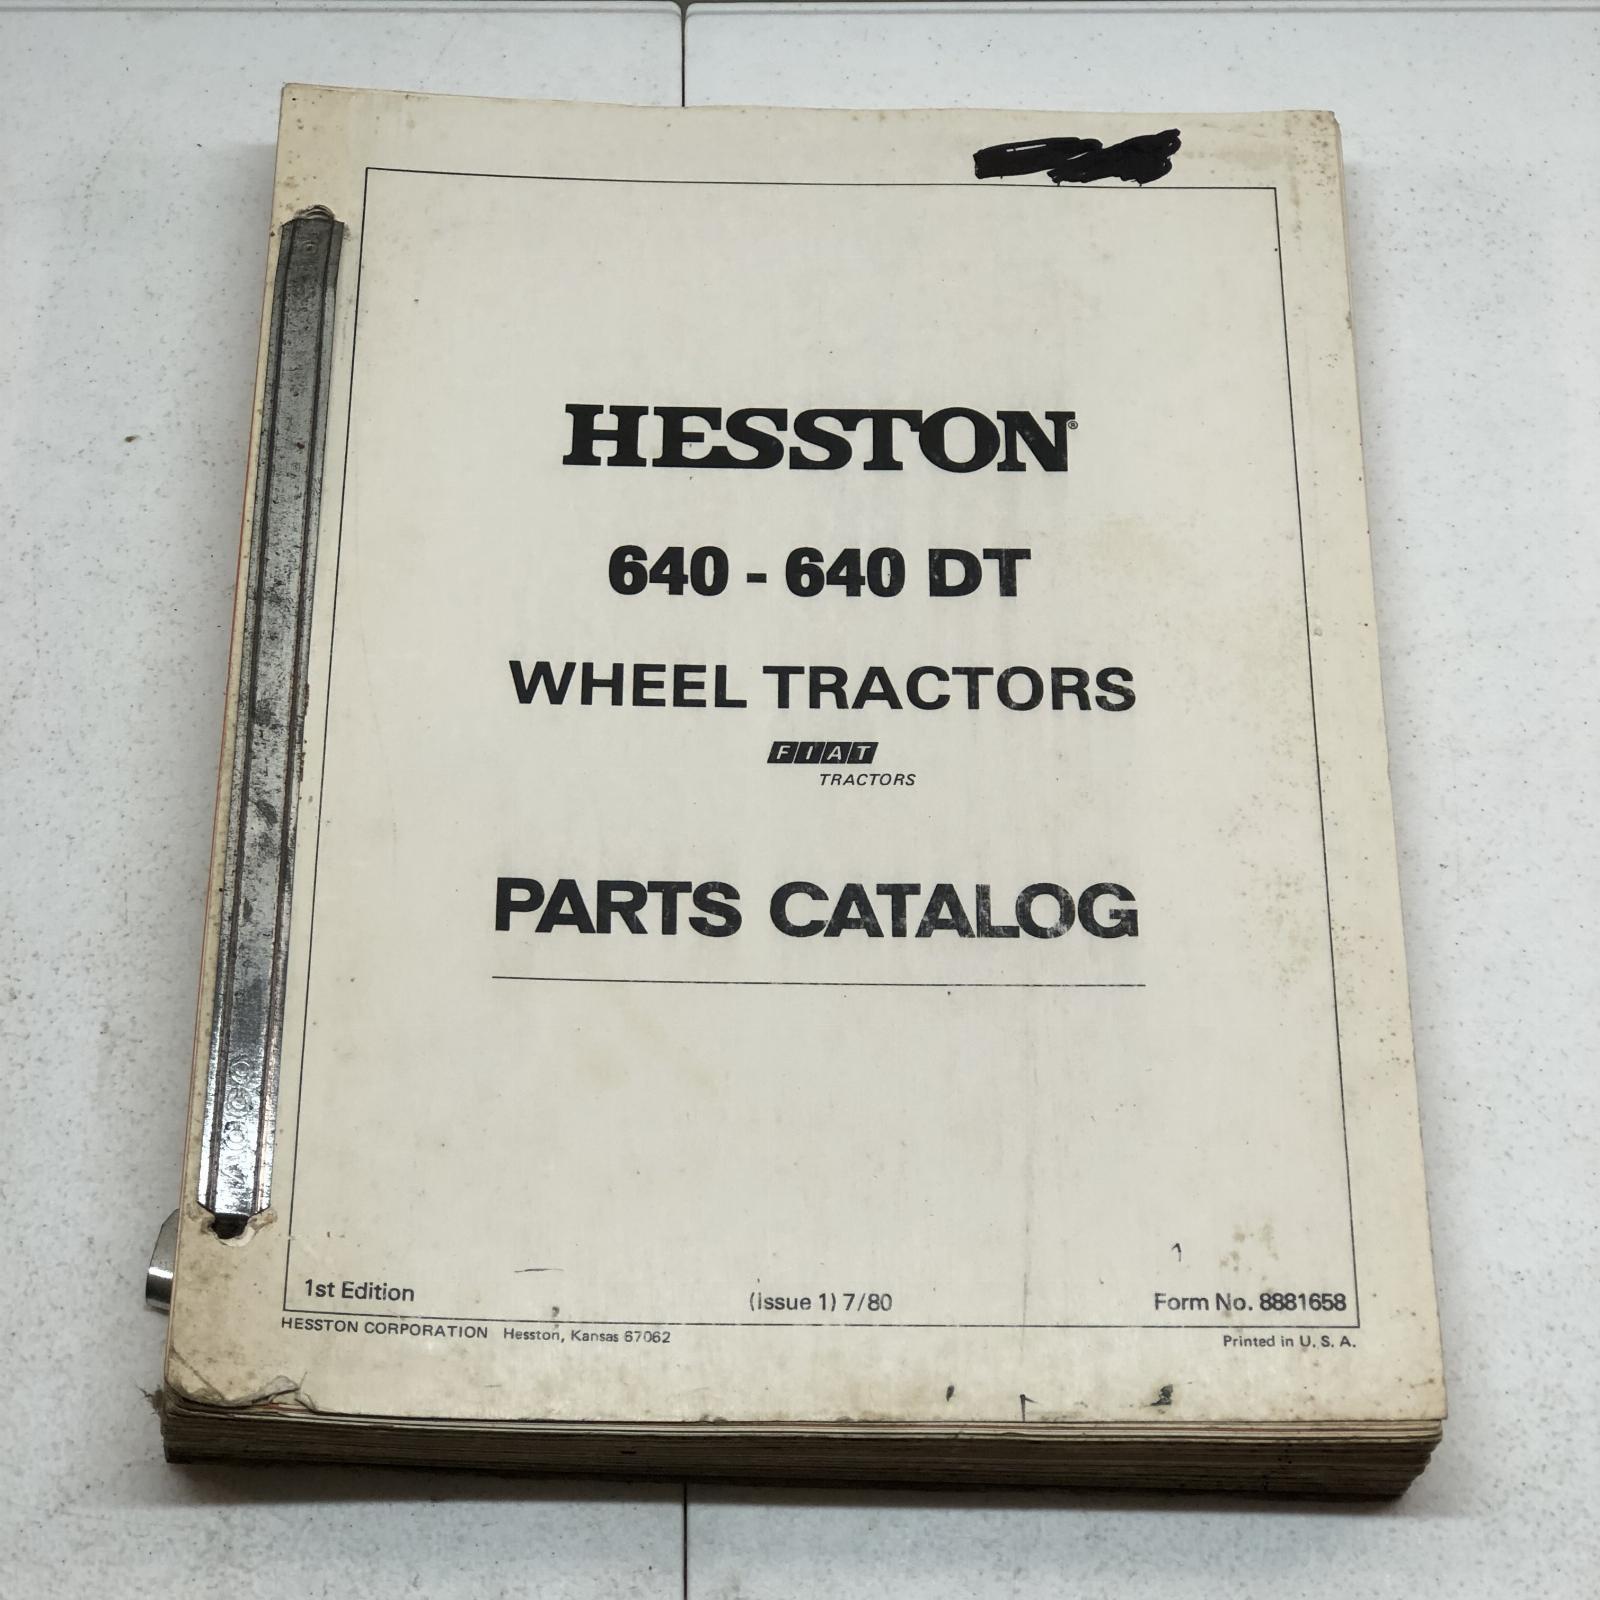 HESSTON®
640 - 640 DT
WHEEL TRACTORS
FIAT
TRACTORS
PARTS CATALOG
1st Edition (Issue 1) 7/80 Form No. 8881658
HESSTON CORPORATION Hesston, Kansas 67062 Printed in U. S. A.
ACCO